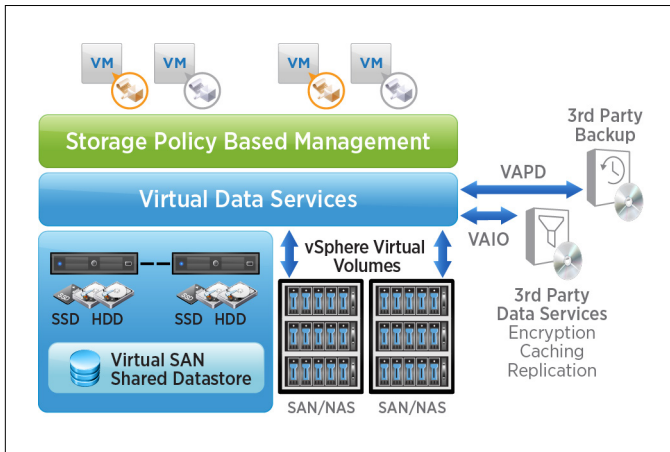 VM
VM
VM
VM
Storage Policy Based Management
Virtual Data Services
3rd Party
Backup
VAPD
VAIO
vSphere Virtual
Volumes
SSD HDD
SSD HDD
Virtual SAN
Shared Datastore
SAN/NAS
SAN/NAS
3rd Party
Data Services
Encryption
Caching
Replication